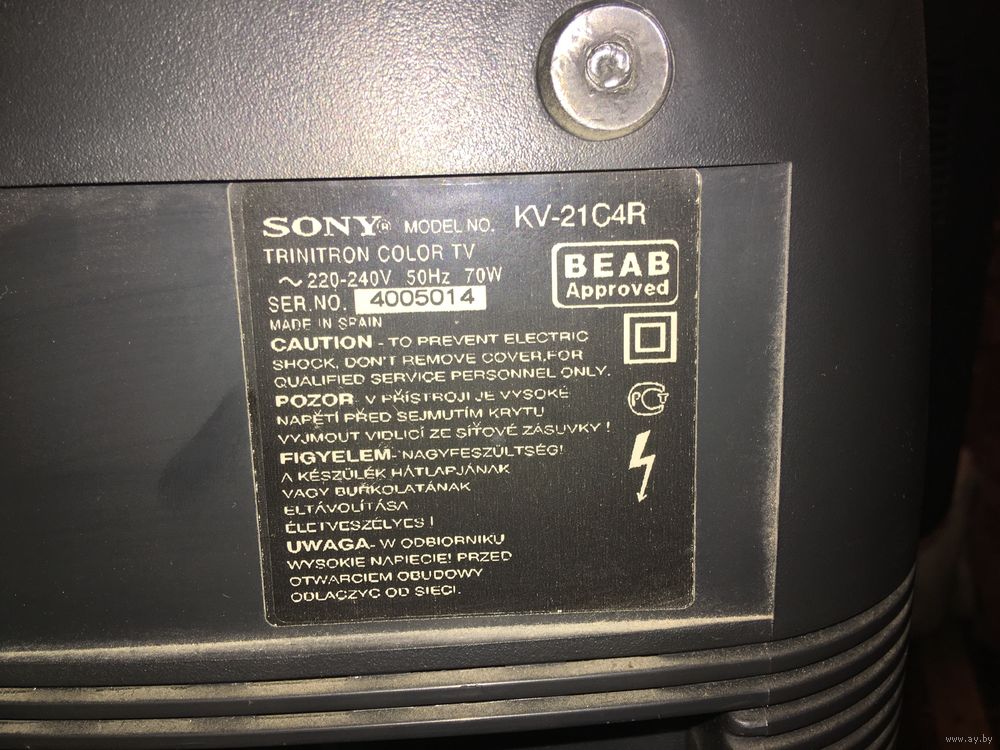 SONY® MODEL NO. KV-21C4R
TRINITRON COLOR TV
~ 220-240V 50Hz 70W
SER.NO. 4005014
MADE IN SPAIN
BEAB
Approved
CAUTION - TO PREVENT ELECTRIC
SHOCK, DON'T REMOVE COVER,FOR
QUALIFIED SERVICE PERSONNEL ONLY.
POZOR - V PŘÍSTROJI JE VYSOKÉ
NAPĚTÍ PŘED SEJMUTÍM KRYTU
VYJMOUT VIDLICÍ ZE SÍŤOVÉ ZÁSUVKY !
FIGYELEM- NAGYFESZÜLTSÉG!
A KÉSZÜLÉK HÁTLAPJÁNAK
VAGY BURKOLATÁNAK
ELTÁVOLÍTÁSA
ÉLETVESZÉLYES !
UWAGA- W ODBIORNIKU
WYSOKIE NAPIECIE! PRZED
OTWARCIEM OBUDOWY
ODLACZYC OD SIECI.
РСТ
www.ay.by